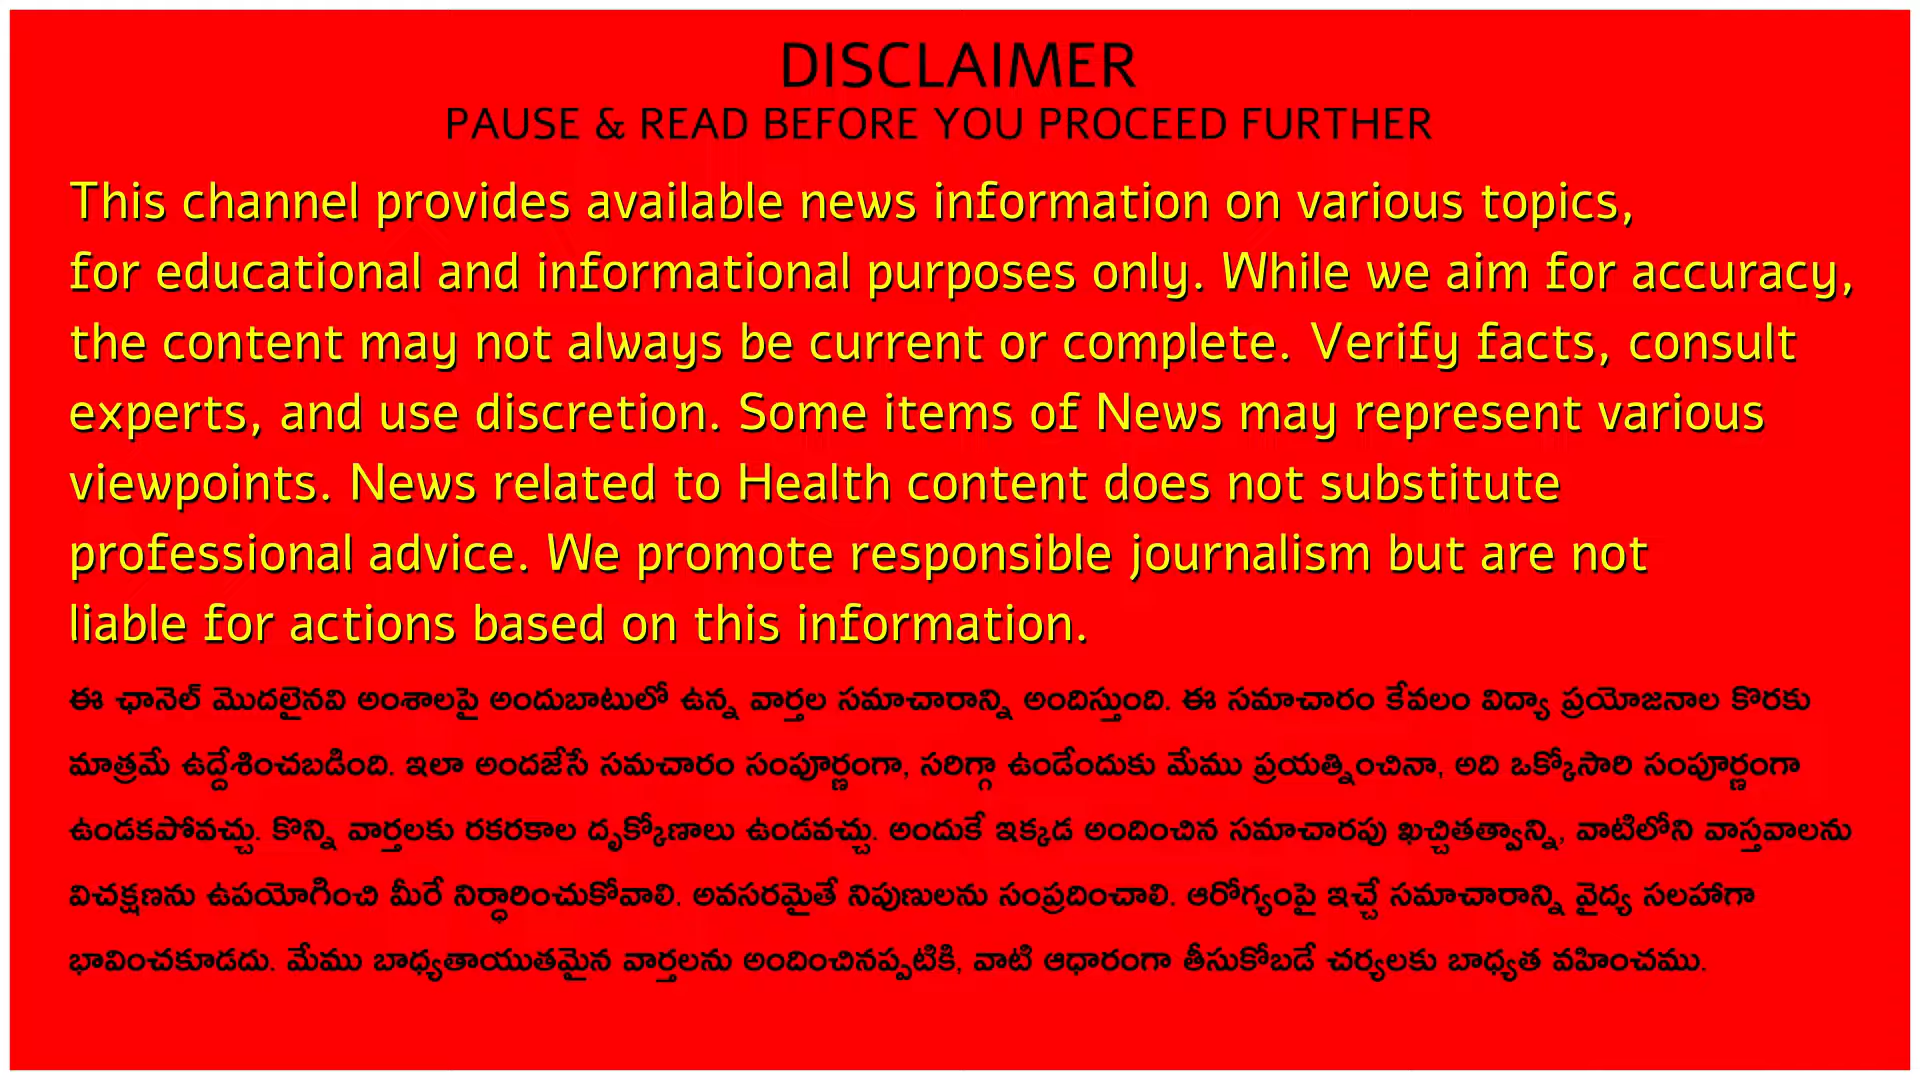 DISCLAIMER
PAUSE & READ BEFORE YOU PROCEED FURTHER
This channel provides available news information on various topics,
for educational and informational purposes only. While we aim for accuracy,
the content may not always be current or complete. Verify facts, consult
experts, and use discretion. Some items of News may represent various
viewpoints. News related to Health content does not substitute
professional advice. We promote responsible journalism but are not
liable for actions based on this information.
ఈ ఛానెల్ మొదలైనవి అంశాలపై అందుబాటులో ఉన్న వార్తల సమాచారాన్ని అందిస్తుంది. ఈ సమాచారం కేవలం విద్యా ప్రయోజనాల కొరకు
మాత్రమే ఉద్దేశించబడింది. ఇలా అందజేసే సమచారం సంపూర్ణంగా, సరిగ్గా ఉండేందుకు మేము ప్రయత్నించినా, అది ఒక్కోసారి సంపూర్ణంగా
ఉండకపోవచ్చు. కొన్ని వార్తలకు రకరకాల దృక్కోణాలు ఉండవచ్చు. అందుకే ఇక్కడ అందించిన సమాచారపు ఖచ్చితత్వాన్ని, వాటిలోని వాస్తవాలను
విచక్షణను ఉపయోగించి మీరే నిర్ధారించుకోవాలి. అవసరమైతే నిపుణులను సంప్రదించాలి. ఆరోగ్యంపై ఇచ్చే సమాచారాన్ని వైద్య సలహాగా
భావించకూడదు. మేము బాధ్యతాయుతమైన వార్తలను అందించినప్పటికి, వాటి ఆధారంగా తీసుకోబడే చర్యలకు బాధ్యత వహించము.